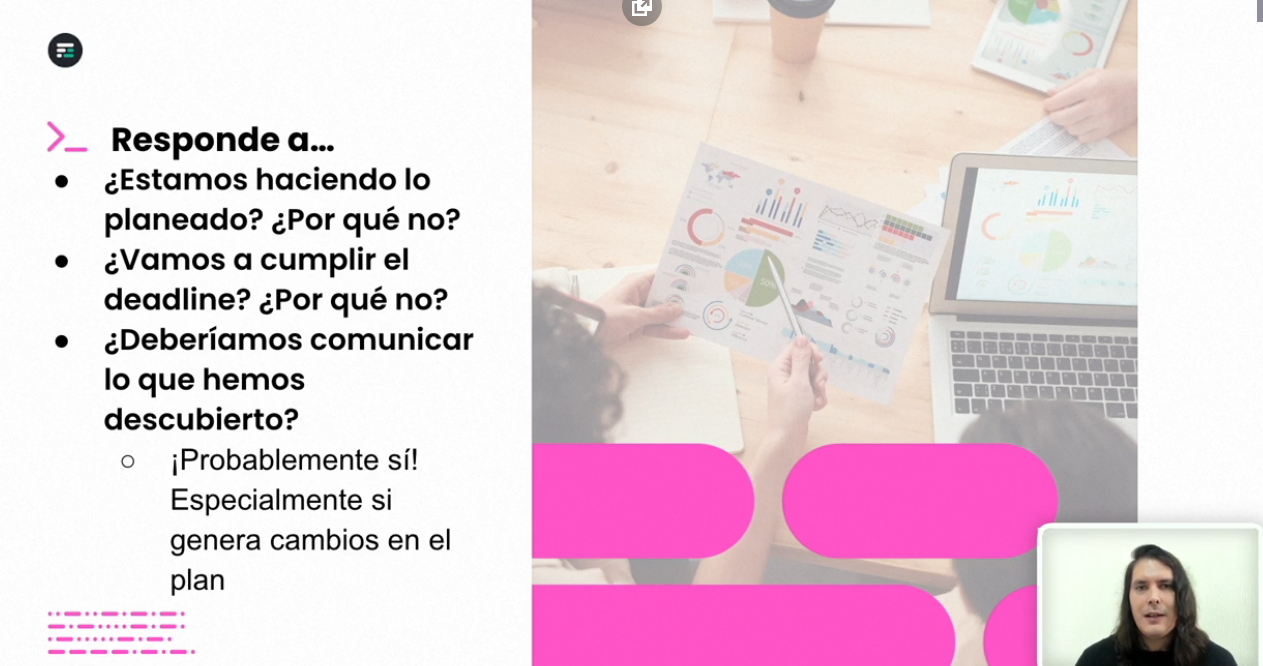 Responde a...
● ¿Estamos haciendo lo
planeado? ¿Por qué no?
● ¿Vamos a cumplir el
deadline? ¿Por qué no?
● ¿Deberíamos comunicar
lo que hemos
descubierto?
○ ¡Probablemente sí!
Especialmente si
genera cambios en el
plan
50%